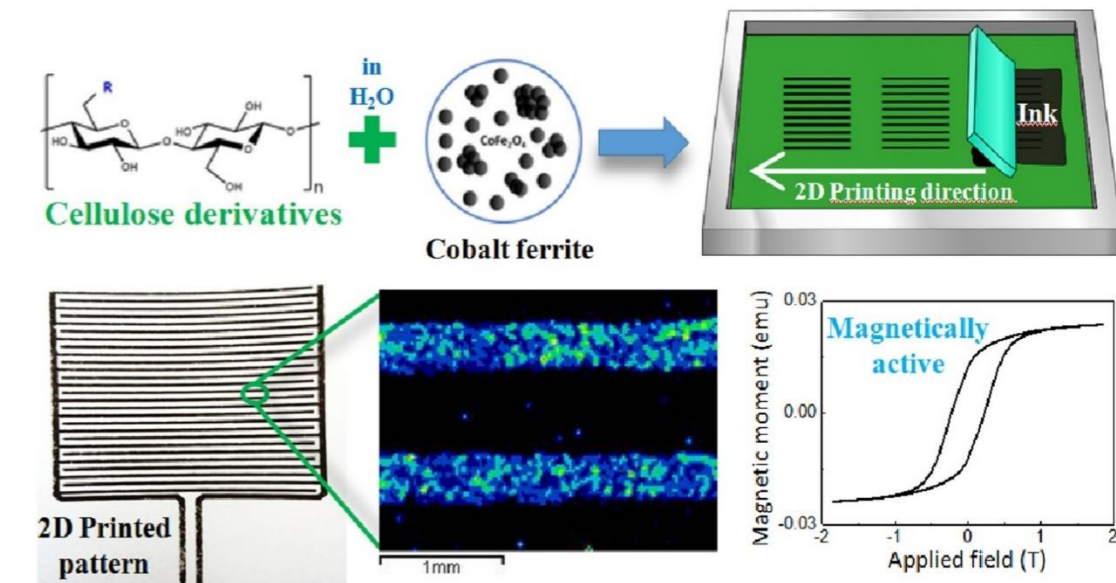 R
OH
OH
HO
O
O
HO
O
HO
O
OH
OH
n
Cellulose derivatives
in
H₂O
CoFe₂O₄
Cobalt ferrite
Ink
2D Printing direction
2D Printed
pattern
1mm
Magnetically
active
Magnetic moment (emu)
0.03
0.00
-0.03
-2
-1
0
1
2
Applied field (T)